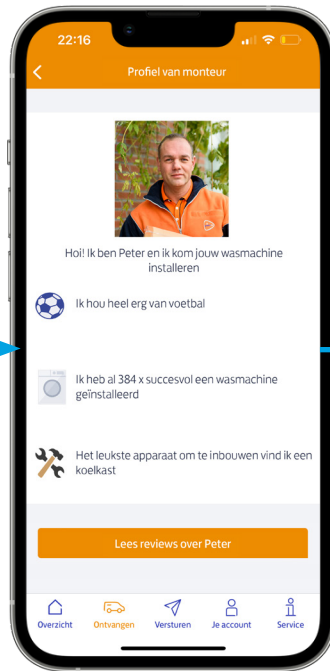 22:16
Profiel van monteur
Hoi! Ik ben Peter en ik kom jouw wasmachine
installeren
Ik hou heel erg van voetbal
Ik heb al 384 x succesvol een wasmachine
geïnstalleerd
Het leukste apparaat om te inbouwen vind ik een
koelkast
Lees reviews over Peter
Overzicht
Ontvangen
Versturen
Je account
Service